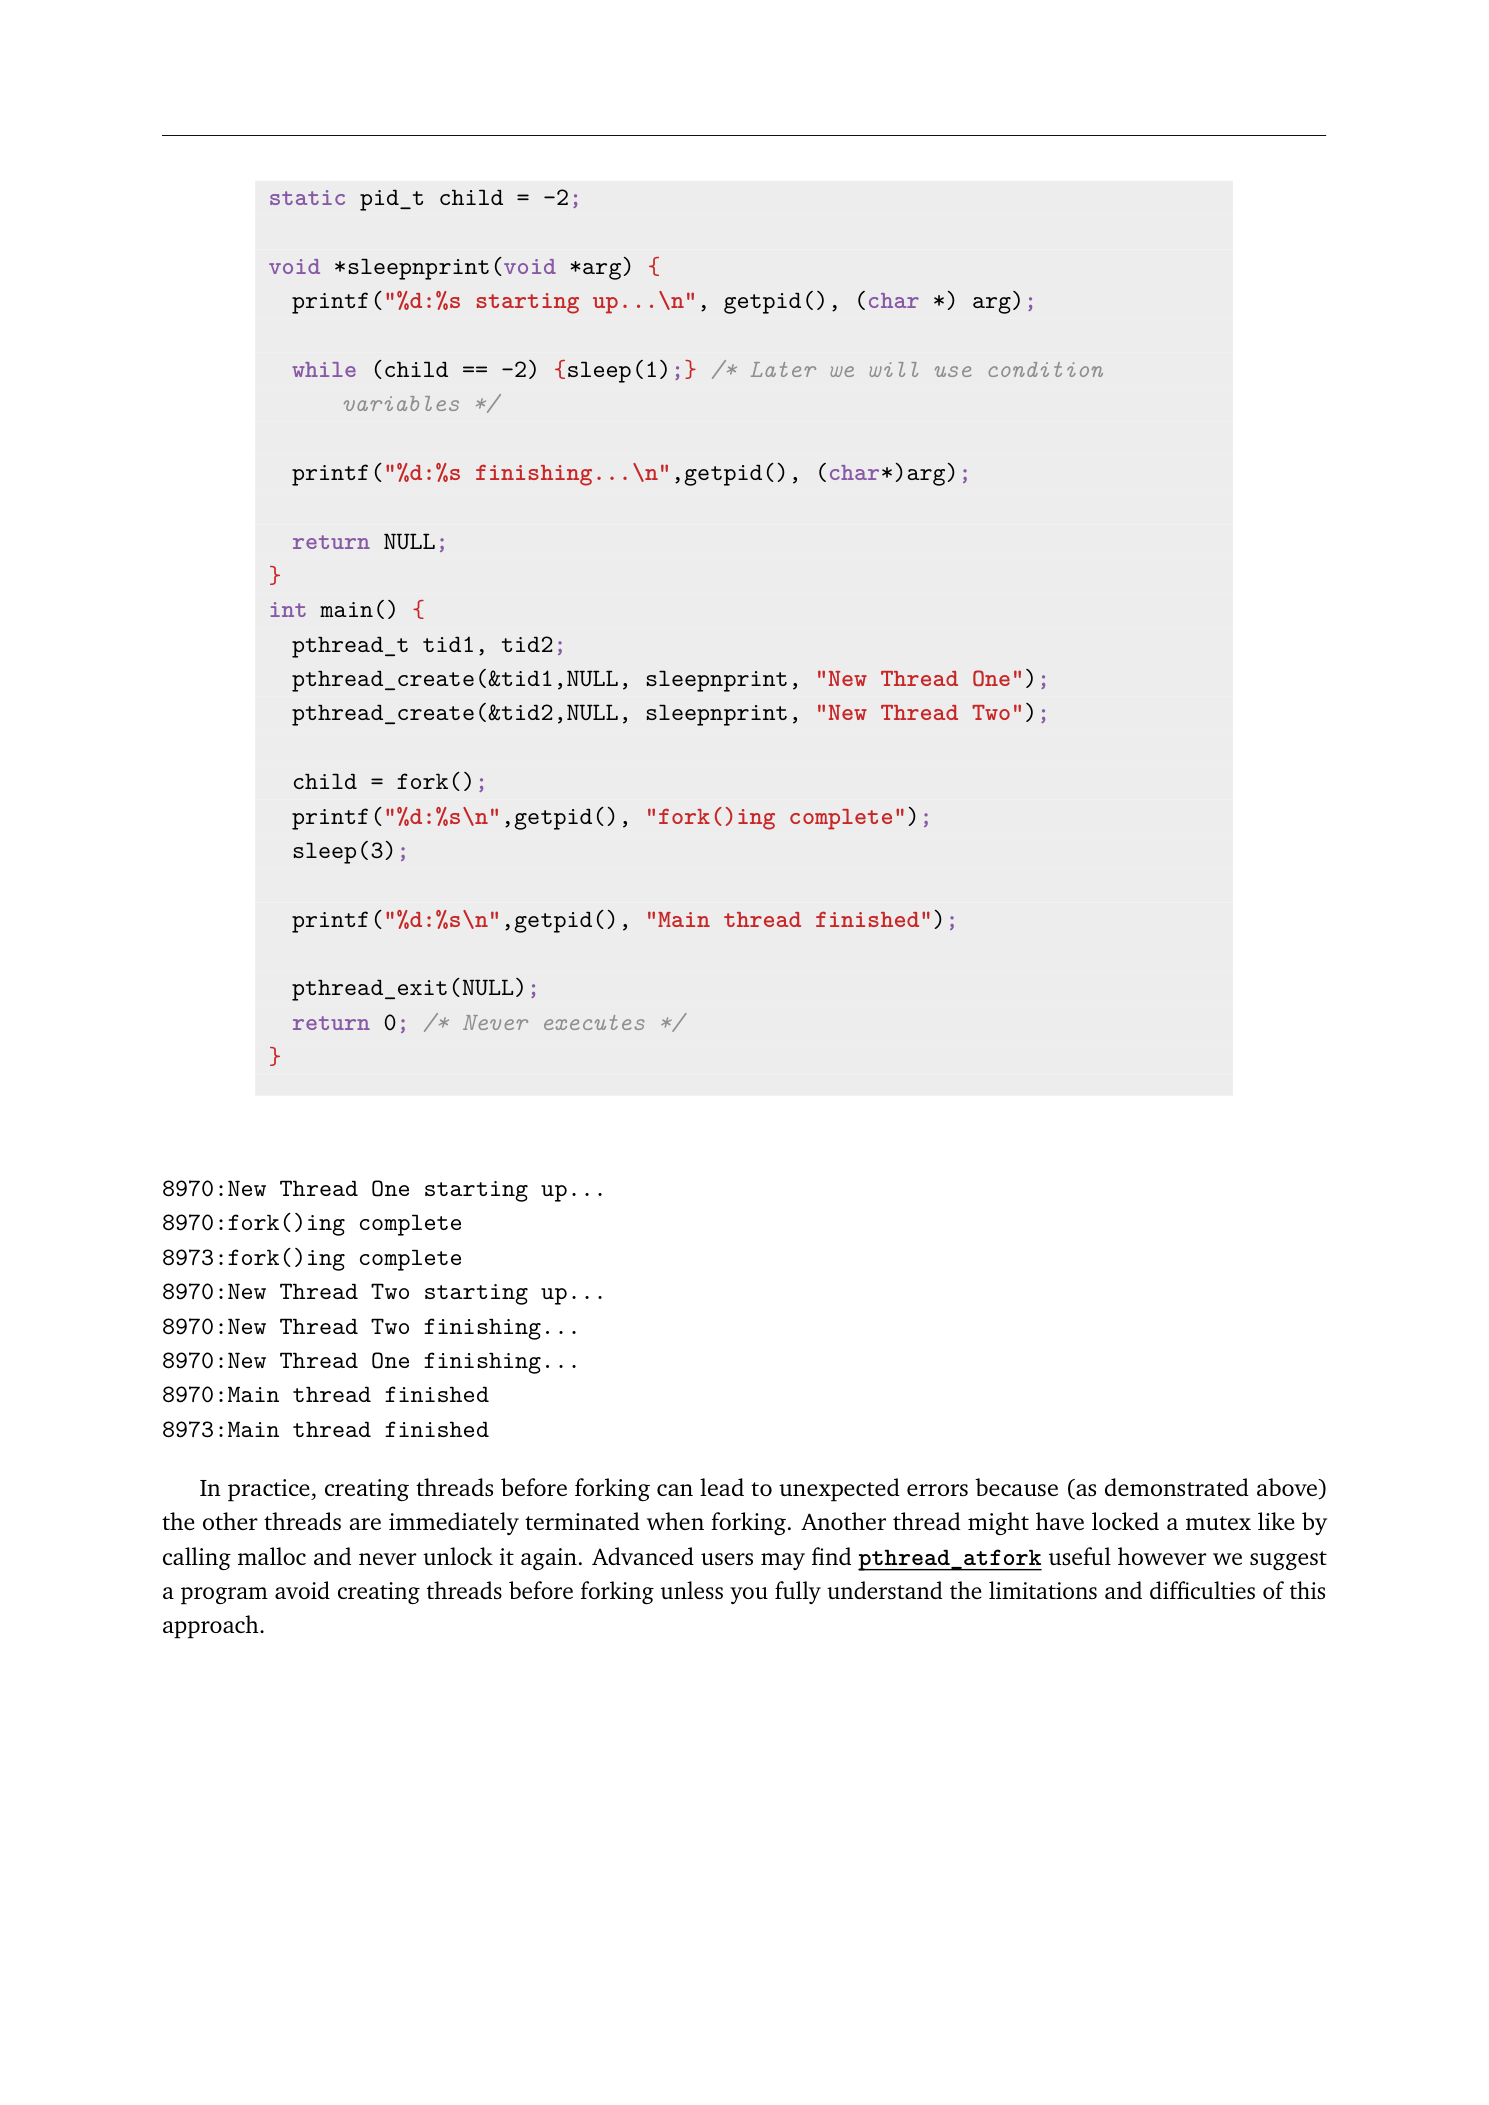 static pid_t child = -2;
void *sleepnprint(void *arg) {
printf("%d:%s starting up...\n", getpid(), (char *) arg);
while (child == -2) {sleep(1);} /* Later we will use condition
variables */
printf("%d:%s finishing...\n",getpid(), (char*)arg);
return NULL;
}
int main() {
pthread_t tid1, tid2;
pthread_create(&tid1,NULL, sleepnprint, "New Thread One");
pthread_create(&tid2,NULL, sleepnprint, "New Thread Two");
child = fork();
printf("%d:%s\n",getpid(), "fork()ing complete");
sleep(3);
printf("%d:%s\n",getpid(), "Main thread finished");
pthread_exit(NULL);
return 0; /* Never executes */
}
8970:New Thread One starting up...
8970:fork()ing complete
8973:fork()ing complete
8970:New Thread Two starting up...
8970:New Thread Two finishing...
8970:New Thread One finishing...
8970:Main thread finished
8973:Main thread finished
In practice, creating threads before forking can lead to unexpected errors because (as demonstrated above)
the other threads are immediately terminated when forking. Another thread might have locked a mutex like by
calling malloc and never unlock it again. Advanced users may find pthread_atfork useful however we suggest
a program avoid creating threads before forking unless you fully understand the limitations and difficulties of this
approach.